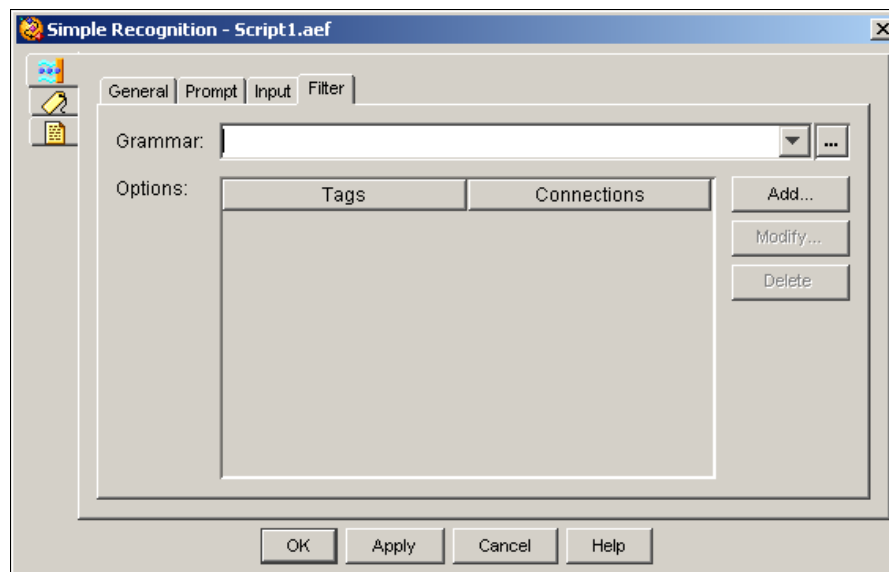 Simple Recognition - Script1.aef
General Prompt Input Filter
Grammar: ...
Options: Tags Connections Add...
Modify...
Delete
OK Apply Cancel Help